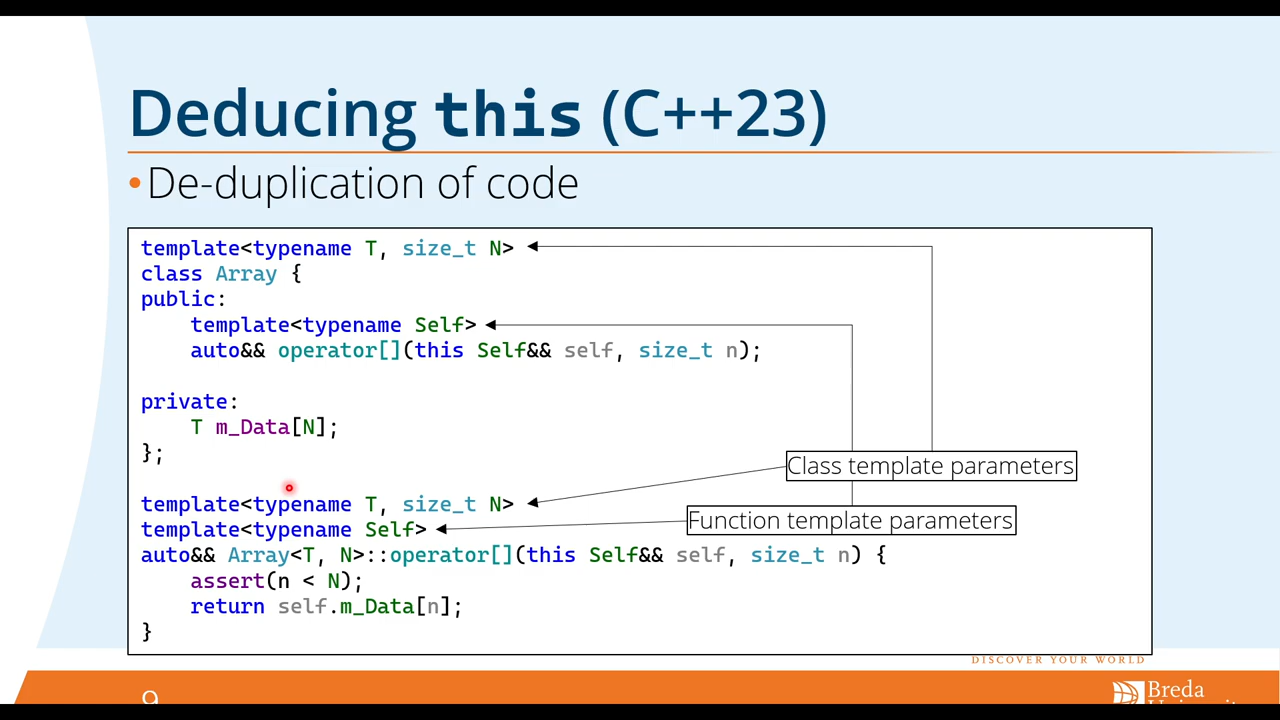 Deducing this (C++23)
•De-duplication of code
template<typename T, size_t N>
class Array {
public:
    template<typename Self>
    auto&& operator[](this Self&& self, size_t n);
private:
    T m_Data[N];
};
Class template parameters
template<typename T, size_t N>
Function template parameters
template<typename Self>
auto&& Array<T, N>::operator[](this Self&& self, size_t n) {
    assert(n < N);
    return self.m_Data[n];
}
DISCOVER YOUR WORLD
9
Breda